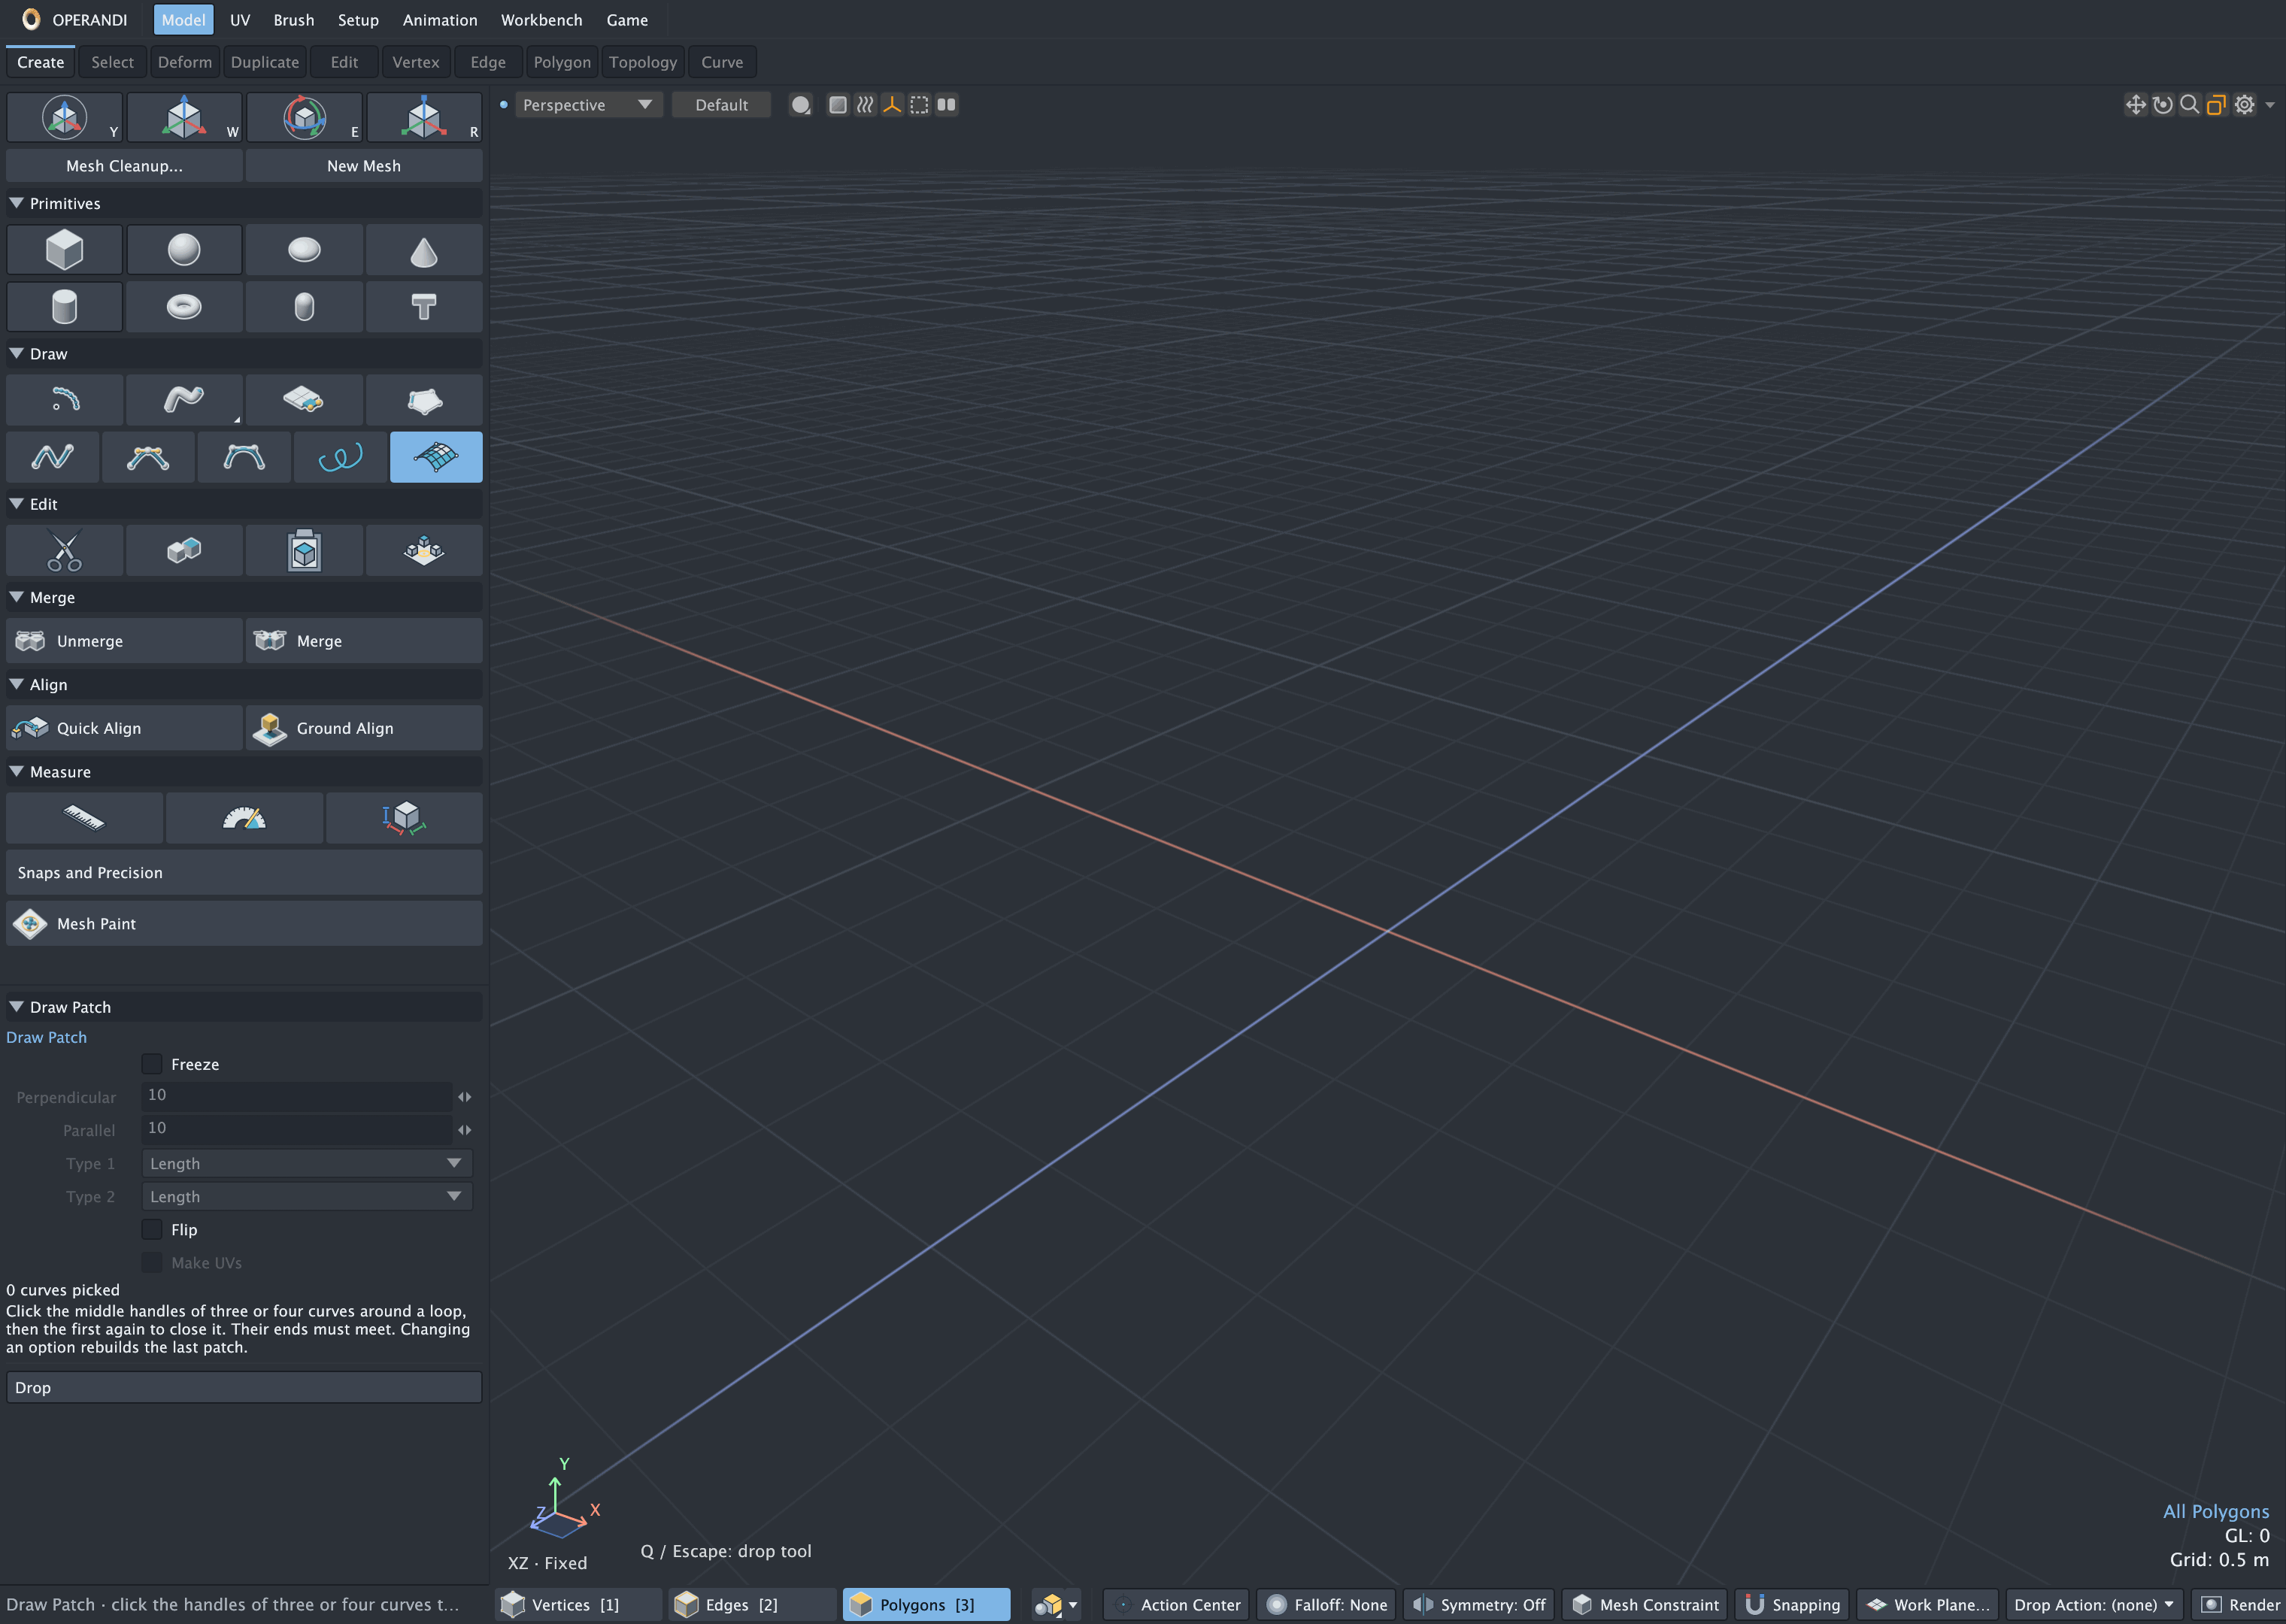 OPERANDI Model UV Brush Setup Animation Workbench Game
Create Select Deform Duplicate Edit Vertex Edge Polygon Topology Curve
Y W E R
Perspective Default
Mesh Cleanup... New Mesh
Primitives
Draw
Edit
Merge
Unmerge Merge
Align
Quick Align Ground Align
Measure
Snaps and Precision
Mesh Paint
Draw Patch
Draw Patch
Freeze
Perpendicular 10
Parallel 10
Type 1 Length
Type 2 Length
Flip
Make UVs
0 curves picked
Click the middle handles of three or four curves around a loop,
then the first again to close it. Their ends must meet. Changing
an option rebuilds the last patch.
Drop
Y
Z X
XZ · Fixed
Q / Escape: drop tool
All Polygons
GL: 0
Grid: 0.5 m
Draw Patch · click the handles of three or four curves t... Vertices [1] Edges [2] Polygons [3] Action Center Falloff: None Symmetry: Off Mesh Constraint Snapping Work Plane... Drop Action: (none) Render